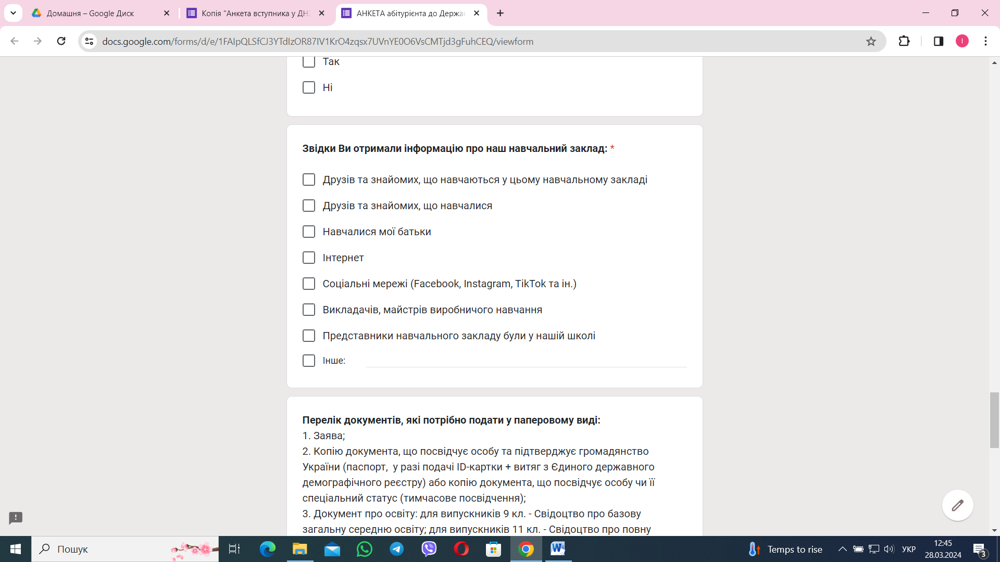 Домашня – Google Диск
Копія "Анкета вступника у ДНЗ
АНКЕТА абітурієнта до Держав
docs.google.com/forms/d/e/1FAIpQLSfCJ3YTdIzOR87IV1KrO4zqsx7UVnYE0O6VsCMTjd3gFuhCEQ/viewform
I
Так
Ні
Звідки Ви отримали інформацію про наш навчальний заклад: *
Друзів та знайомих, що навчаються у цьому навчальному закладі
Друзів та знайомих, що навчалися
Навчалися мої батьки
Інтернет
Соціальні мережі (Facebook, Instagram, TikTok та ін.)
Викладачів, майстрів виробничого навчання
Представники навчального закладу були у нашій школі
Інше:
Перелік документів, які потрібно подати у паперовому виді:
1. Заява;
2. Копію документа, що посвідчує особу та підтверджує громадянство
України (паспорт,  у разі подачі ID-картки + витяг з Єдиного державного
демографічного реєстру) або копію документа, що посвідчує особу чи її
спеціальний статус (тимчасове посвідчення);
3. Документ про освіту: для випускників 9 кл. - Свідоцтво про базову
загальну середню освіту; для випускників 11 кл. - Свідоцтво про повну
Пошук
Temps to rise
УКР
12:45
28.03.2024
3